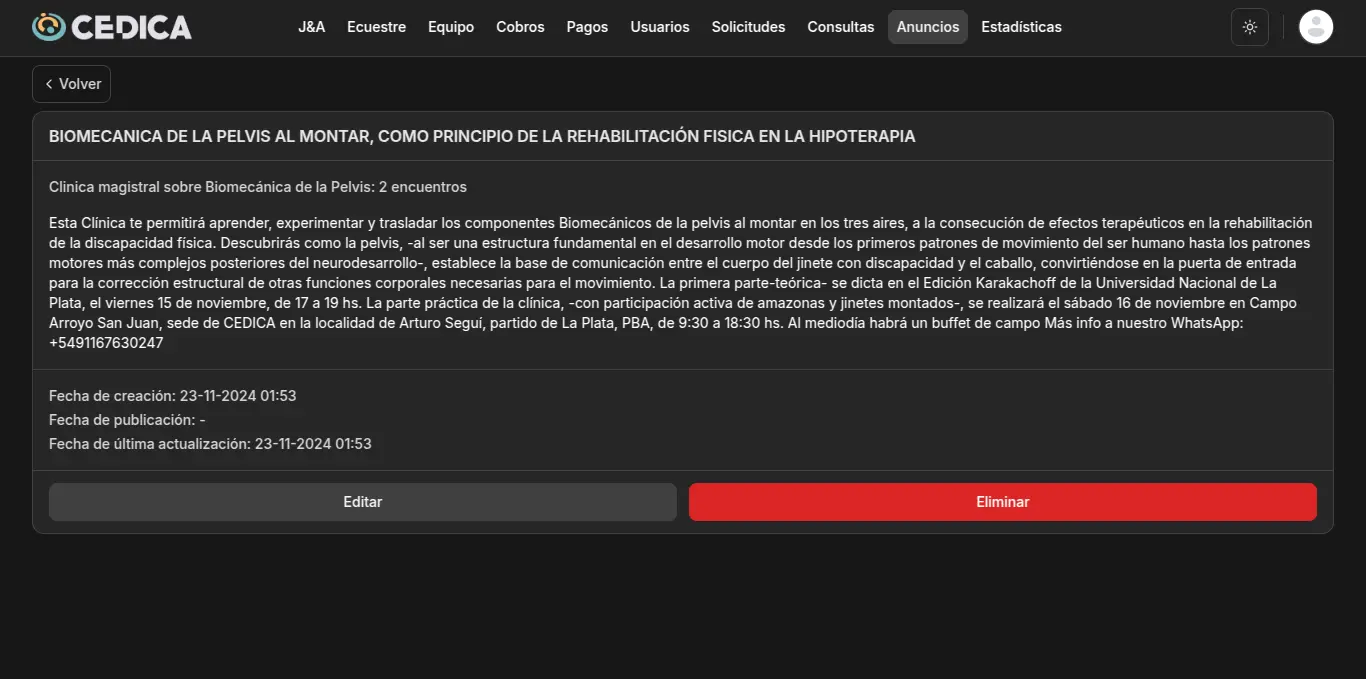 CEDICA
J&A Ecuestre Equipo Cobros Pagos Usuarios Solicitudes Consultas Anuncios Estadísticas
Volver
BIOMECANICA DE LA PELVIS AL MONTAR, COMO PRINCIPIO DE LA REHABILITACIÓN FISICA EN LA HIPOTERAPIA
Clinica magistral sobre Biomecánica de la Pelvis: 2 encuentros
Esta Clínica te permitirá aprender, experimentar y trasladar los componentes Biomecánicos de la pelvis al montar en los tres aires, a la consecución de efectos terapéuticos en la rehabilitación
de la discapacidad física. Descubrirás como la pelvis, -al ser una estructura fundamental en el desarrollo motor desde los primeros patrones de movimiento del ser humano hasta los patrones
motores más complejos posteriores del neurodesarrollo-, establece la base de comunicación entre el cuerpo del jinete con discapacidad y el caballo, convirtiéndose en la puerta de entrada
para la corrección estructural de otras funciones corporales necesarias para el movimiento. La primera parte-teórica- se dicta en el Edición Karakachoff de la Universidad Nacional de La
Plata, el viernes 15 de noviembre, de 17 a 19 hs. La parte práctica de la clínica, -con participación activa de amazonas y jinetes montados-, se realizará el sábado 16 de noviembre en Campo
Arroyo San Juan, sede de CEDICA en la localidad de Arturo Seguí, partido de La Plata, PBA, de 9:30 a 18:30 hs. Al mediodía habrá un buffet de campo Más info a nuestro WhatsApp:
+5491167630247
Fecha de creación: 23-11-2024 01:53
Fecha de publicación: -
Fecha de última actualización: 23-11-2024 01:53
Editar Eliminar